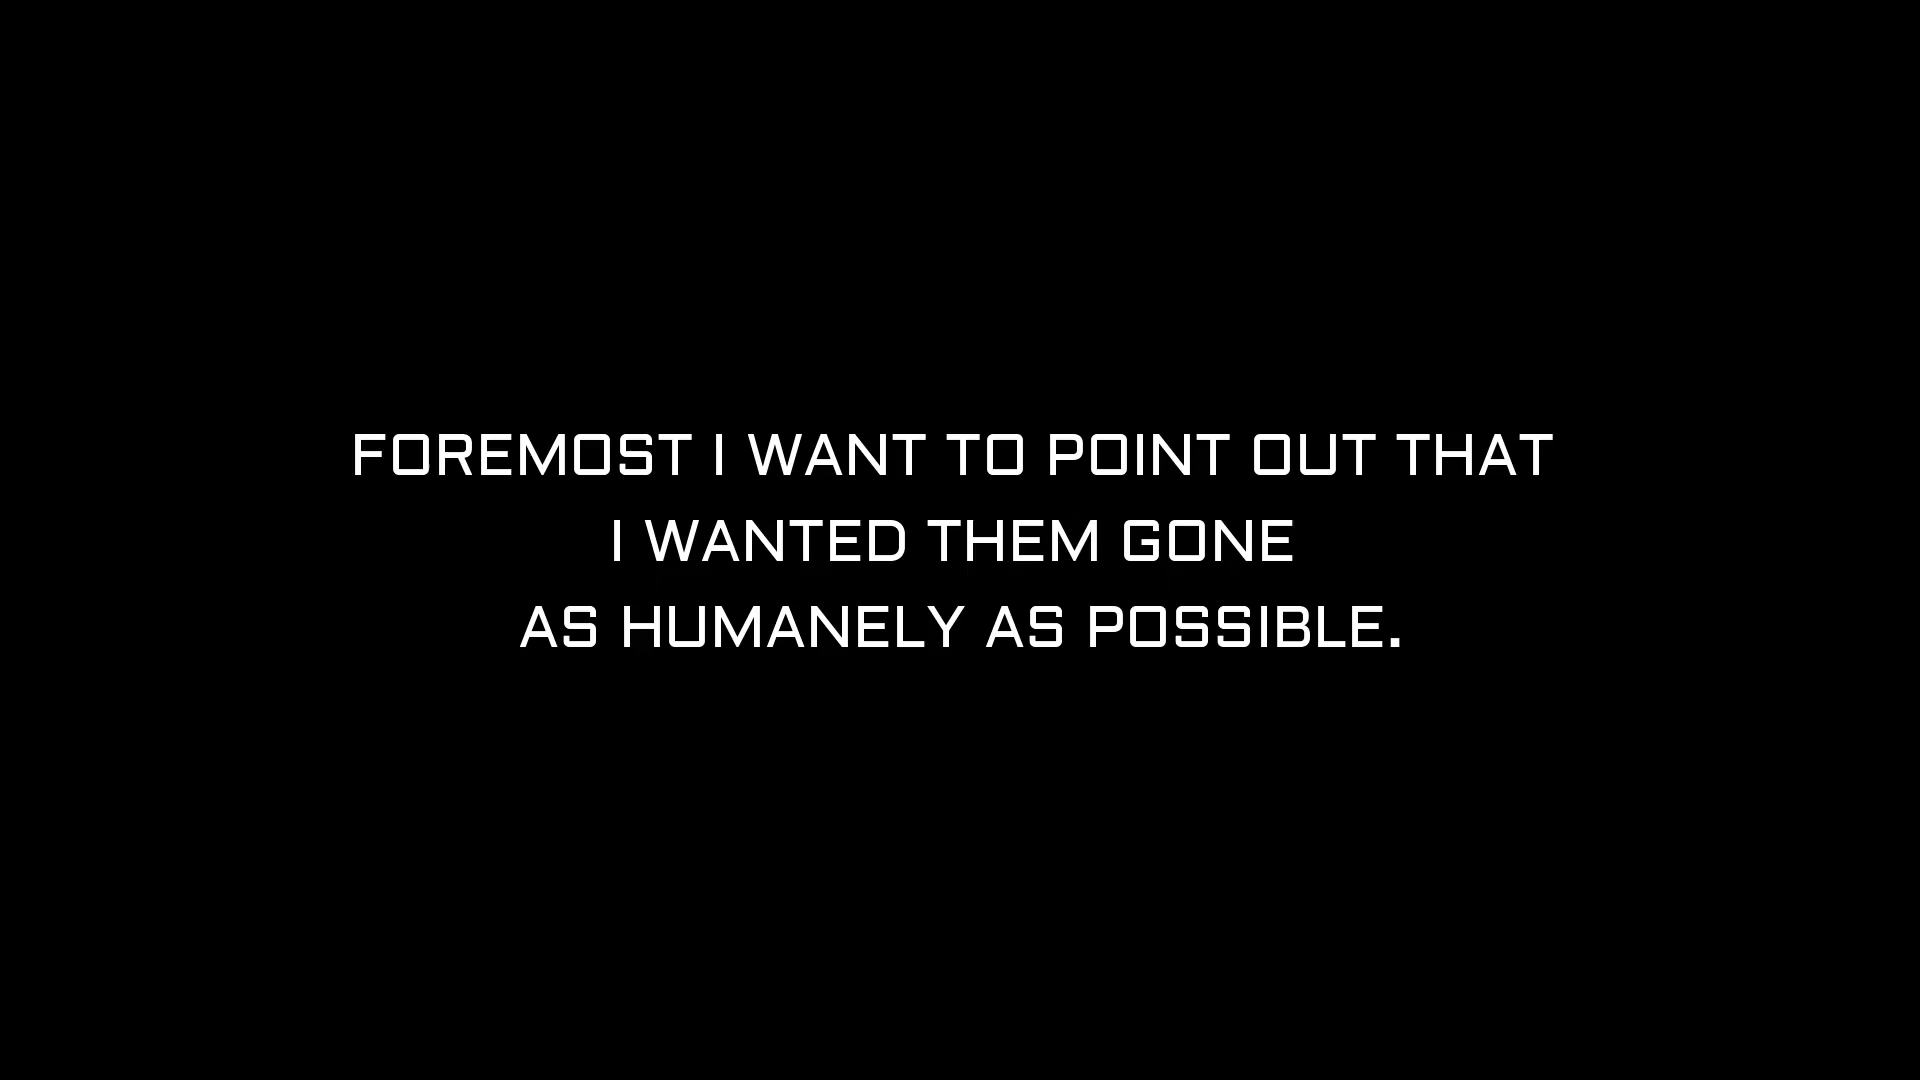 FOREMOST I WANT TO POINT OUT THAT
I WANTED THEM GONE
AS HUMANELY AS POSSIBLE.